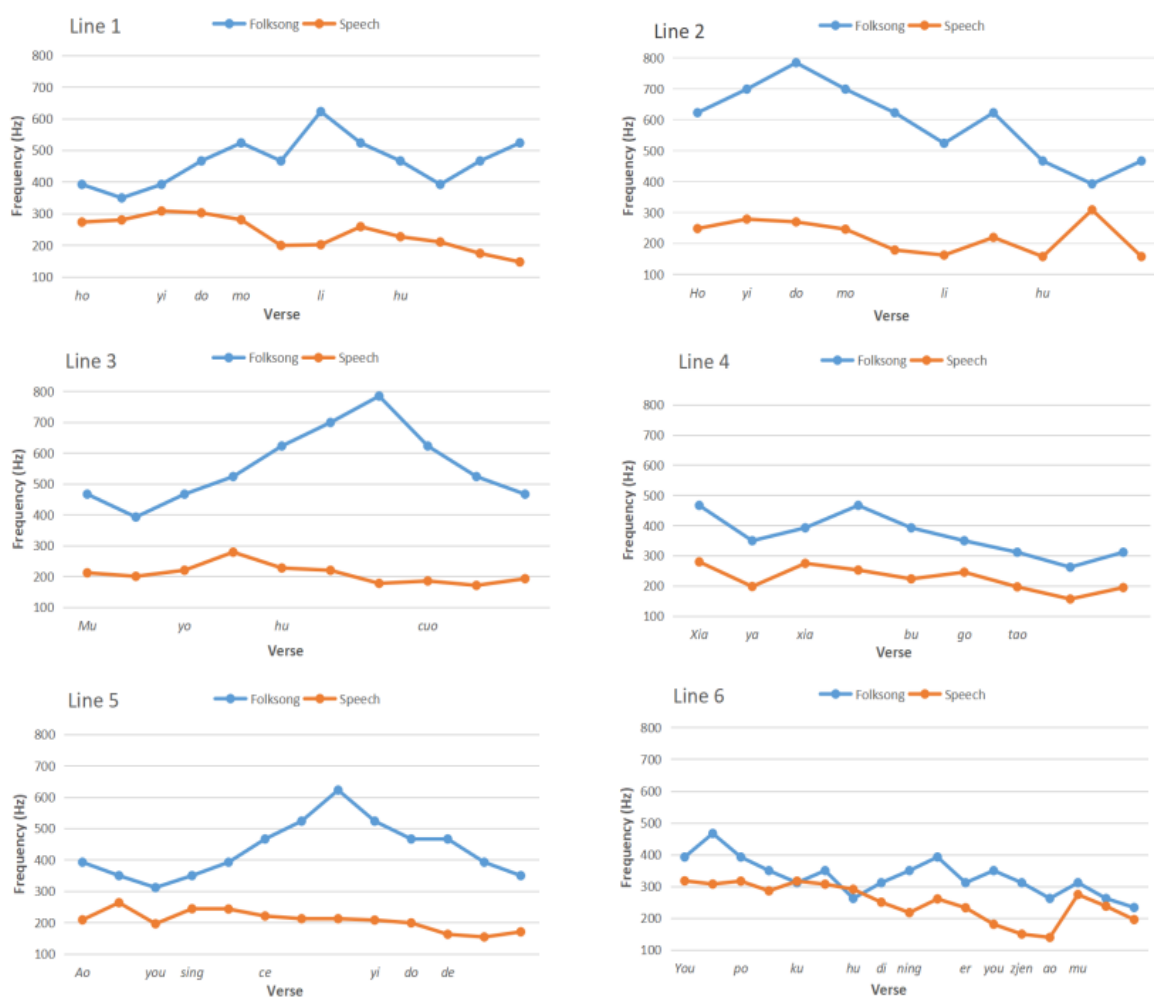 Line 1
Folksong Speech
Frequency (Hz)
800
700
600
500
400
300
200
100
ho yi do mo li hu
Verse
Line 2
Folksong Speech
Frequency (Hz)
800
700
600
500
400
300
200
100
Ho yi do mo li hu
Verse
Line 3
Folksong Speech
Frequency (Hz)
800
700
600
500
400
300
200
100
Mu yo hu cuo
Verse
Line 4
Folksong Speech
Frequency (Hz)
800
700
600
500
400
300
200
100
Xia ya xia bu go tao
Verse
Line 5
Folksong Speech
Frequency (Hz)
800
700
600
500
400
300
200
100
Ao you sing ce yi do de
Verse
Line 6
Folksong Speech
Frequency (Hz)
800
700
600
500
400
300
200
100
You po ku hu di ning er you zjen ao mu
Verse